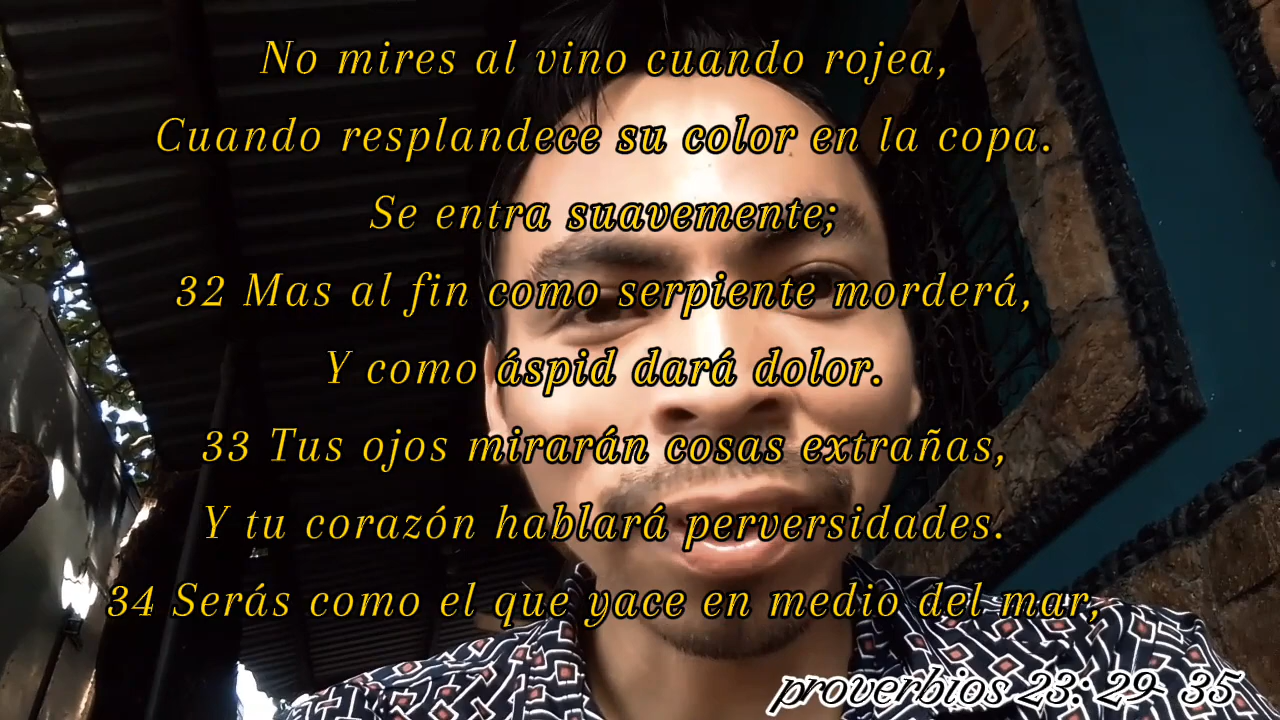 No mires al vino cuando rojea,
Cuando resplandece su color en la copa.
Se entra suavemente;
32 Mas al fin como serpiente morderá,
Y como áspid dará dolor.
33 Tus ojos mirarán cosas extrañas,
Y tu corazón hablará perversidades.
34 Serás como el que yace en medio del mar,
proverbios 23: 29- 35